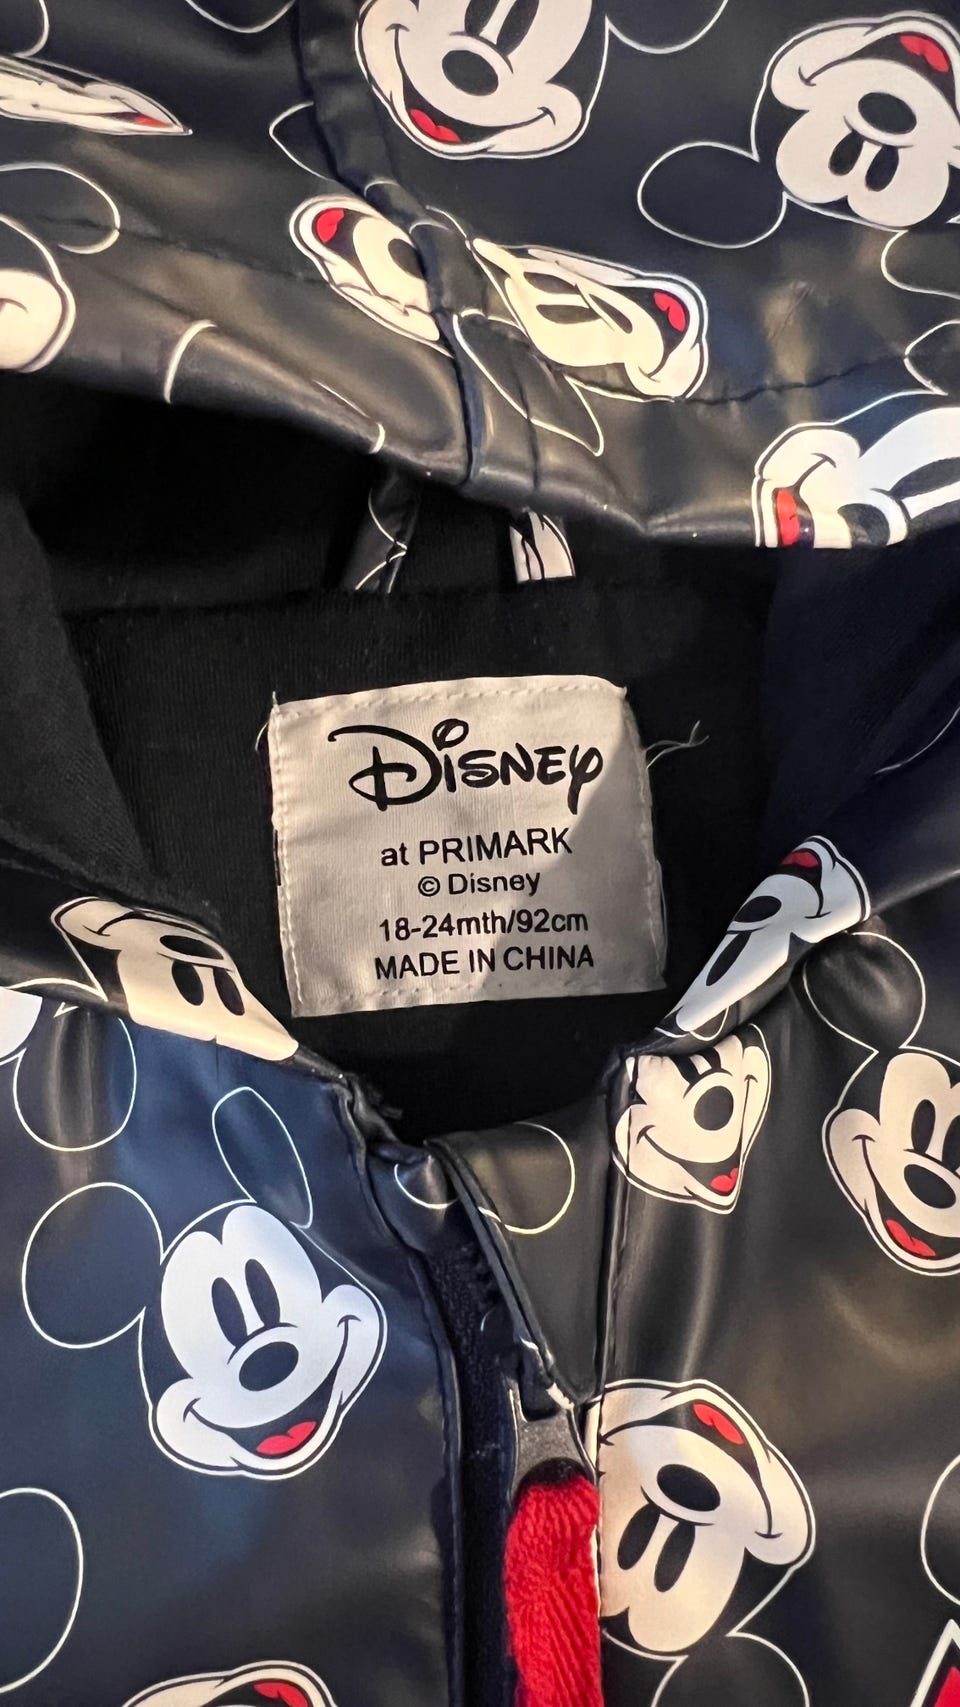 Disney
at PRIMARK
© Disney
18-24mth/92cm
MADE IN CHINA